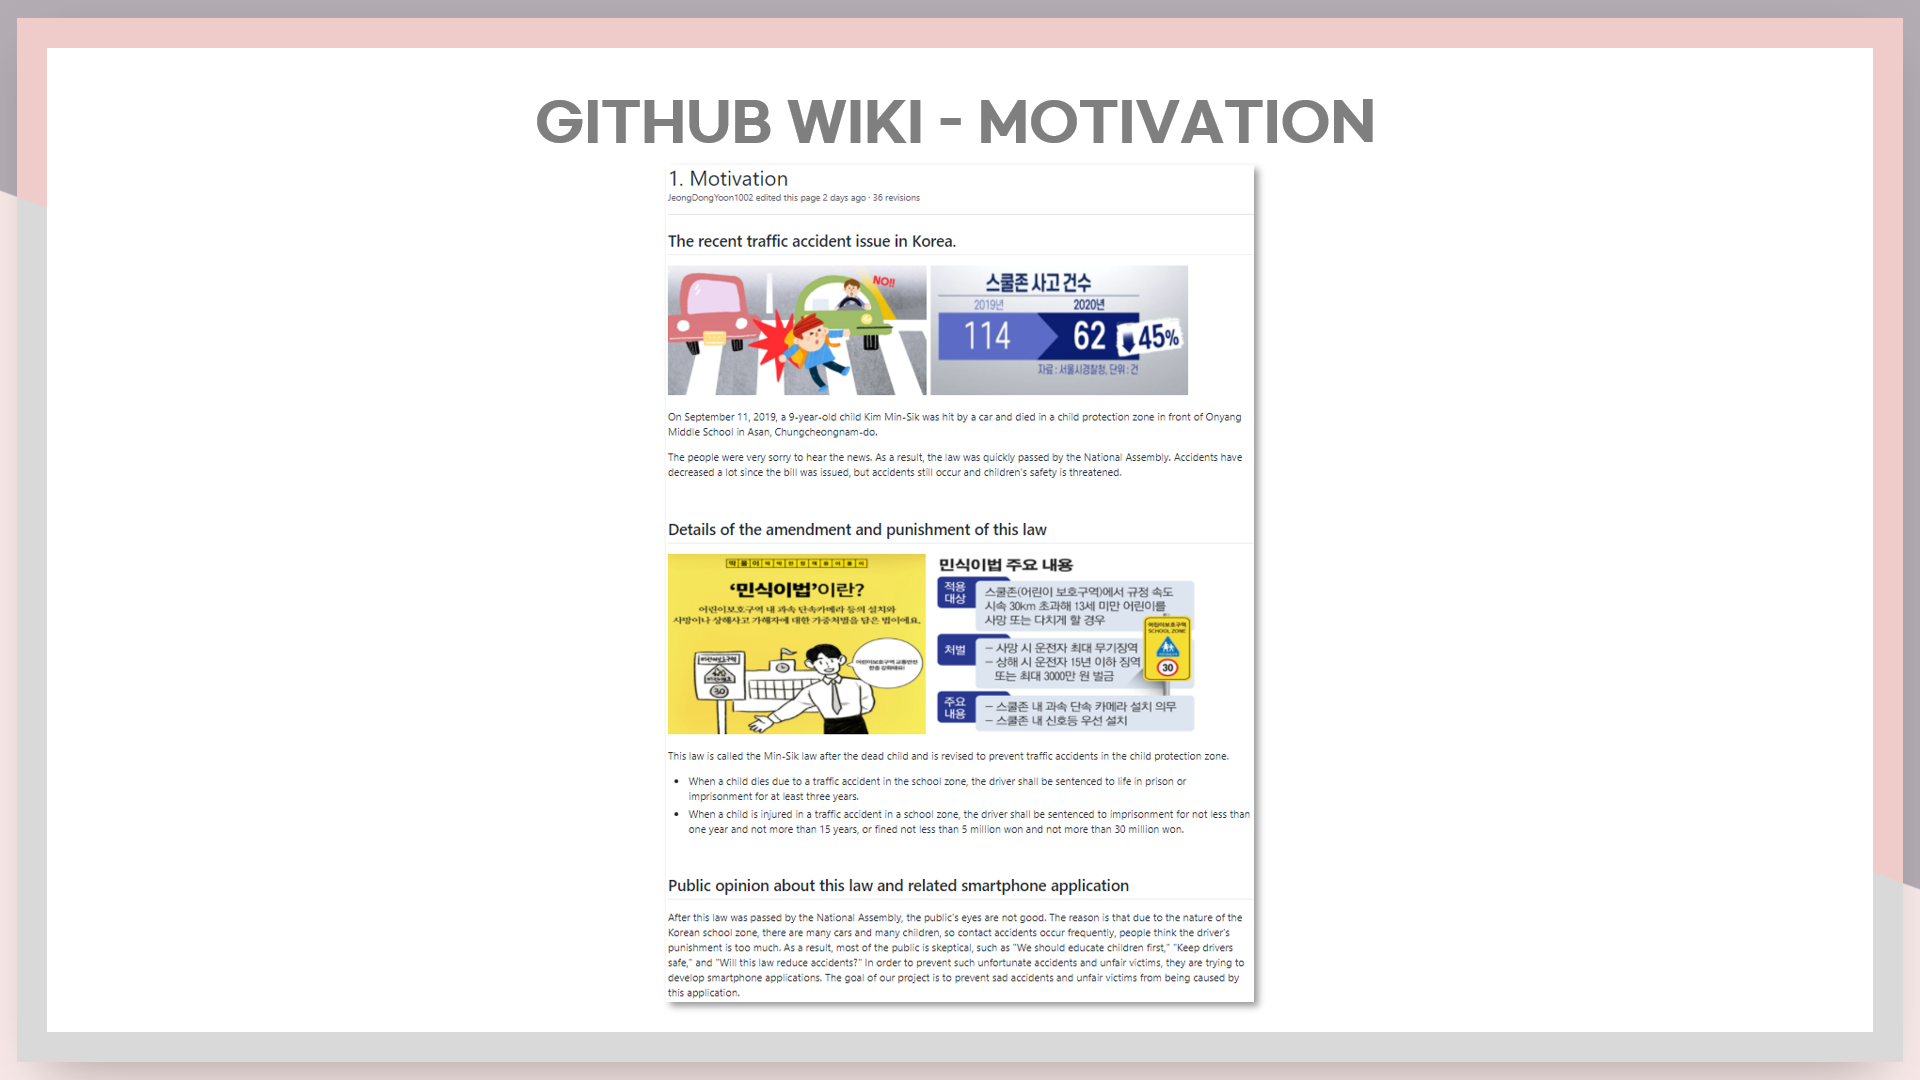 GITHUB WIKI - MOTIVATION
1. Motivation
JeongDongYoon1002 edited this page 2 days ago · 36 revisions
The recent traffic accident issue in Korea.
NO!!
스쿨존 사고 건수
2019년 2020년
114 62 45%
자료 : 서울시경찰청, 단위 : 건
On September 11, 2019, a 9-year-old child Kim Min-Sik was hit by a car and died in a child protection zone in front of Onyang
Middle School in Asan, Chungcheongnam-do.
The people were very sorry to hear the news. As a result, the law was quickly passed by the National Assembly. Accidents have
decreased a lot since the bill was issued, but accidents still occur and children's safety is threatened.
Details of the amendment and punishment of this law
‘민식이법’이란?
어린이보호구역 내 과속 단속카메라 등의 설치와
사망이나 상해사고 가해자에 대한 가중처벌을 담은 법이에요.
어린이보호구역
30
어린이보호구역 교통안전
민식이법 주요 내용
적용
대상
스쿨존(어린이 보호구역)에서 규정 속도
시속 30km 초과해 13세 미만 어린이를
사망 또는 다치게 할 경우
처벌
– 사망 시 운전자 최대 무기징역
– 상해 시 운전자 15년 이하 징역
또는 최대 3000만 원 벌금
어린이보호구역
SCHOOL ZONE
30
주요
내용
– 스쿨존 내 과속 단속 카메라 설치 의무
– 스쿨존 내 신호등 우선 설치
This law is called the Min-Sik law after the dead child and is revised to prevent traffic accidents in the child protection zone.
• When a child dies due to a traffic accident in the school zone, the driver shall be sentenced to life in prison or
imprisonment for at least three years.
• When a child is injured in a traffic accident in a school zone, the driver shall be sentenced to imprisonment for not less than
one year and not more than 15 years, or fined not less than 5 million won and not more than 30 million won.
Public opinion about this law and related smartphone application
After this law was passed by the National Assembly, the public's eyes are not good. The reason is that due to the nature of the
Korean school zone, there are many cars and many children, so contact accidents occur frequently, people think the driver's
punishment is too much. As a result, most of the public is skeptical, such as "We should educate children first," "Keep drivers
safe," and "Will this law reduce accidents?" In order to prevent such unfortunate accidents and unfair victims, they are trying to
develop smartphone applications. The goal of our project is to prevent sad accidents and unfair victims from being caused by
this application.